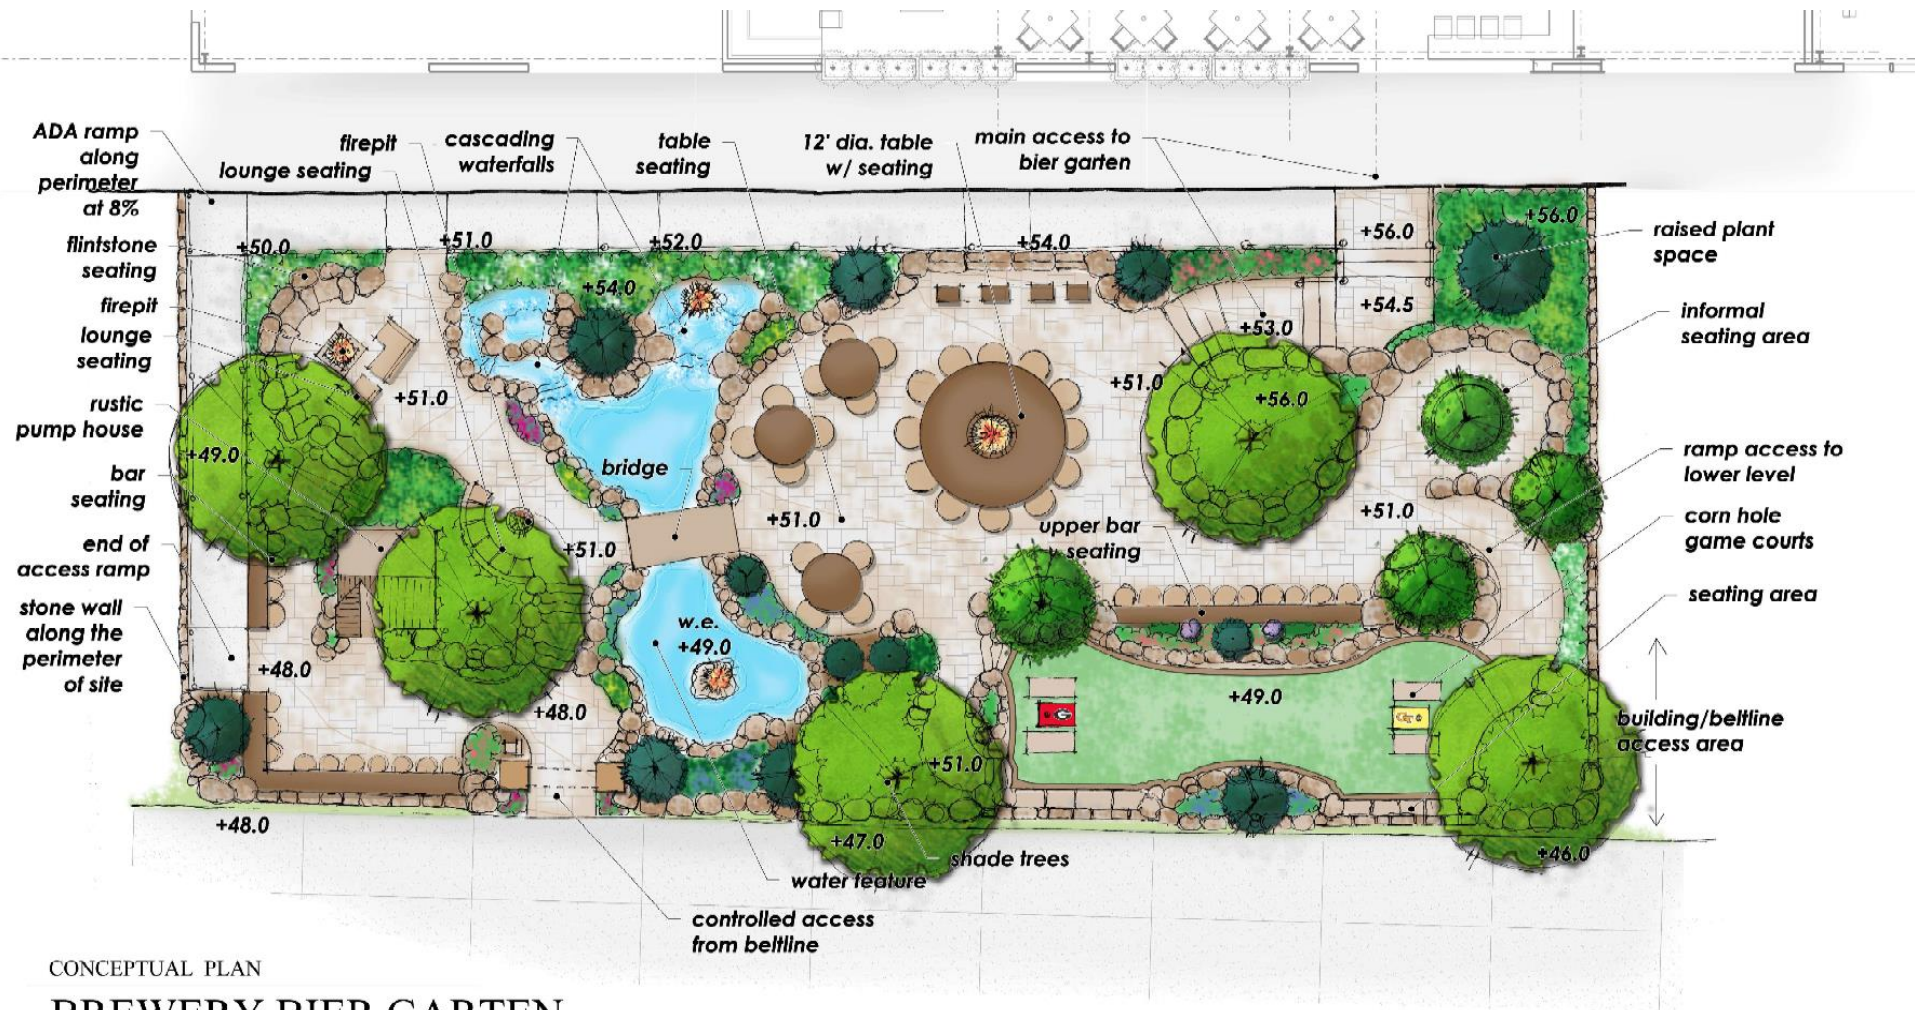 ADA ramp
along
perimeter
at 8%
firepit
lounge seating
cascading
waterfalls
table
seating
12' dia. table
w/ seating
main access to
bier garten
flintstone
seating
firepit
lounge
seating
rustic
pump house
bar
seating
end of
access ramp
stone wall
along the
perimeter
of site
+50.0
+51.0
+52.0
+54.0
+56.0
+56.0
raised plant
space
+54.0
+54.5
+53.0
informal
seating area
+51.0
+51.0
+56.0
+49.0
bridge
ramp access to
lower level
+51.0
+51.0
+51.0
upper bar
seating
corn hole
game courts
seating area
w.e.
+49.0
+48.0
+48.0
+49.0
building/beltline
access area
+51.0
+48.0
+47.0
+46.0
shade trees
water feature
controlled access
from beltline
CONCEPTUAL PLAN
BREWERY BIER GARTEN